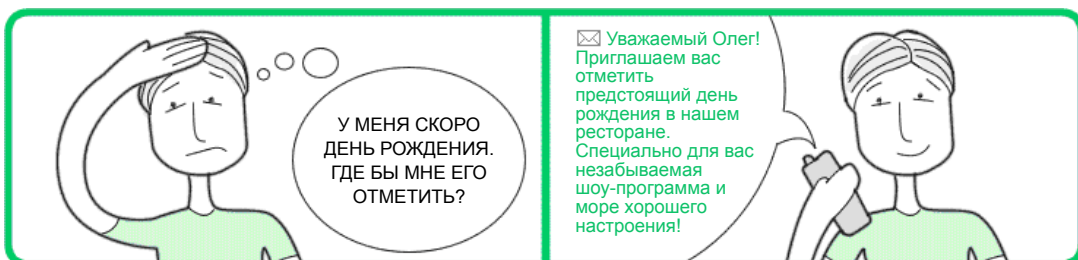 У МЕНЯ СКОРО
ДЕНЬ РОЖДЕНИЯ.
ГДЕ БЫ МНЕ ЕГО
ОТМЕТИТЬ?
Уважаемый Олег!
Приглашаем вас
отметить
предстоящий день
рождения в нашем
ресторане.
Специально для вас
незабываемая
шоу-программа и
море хорошего
настроения!